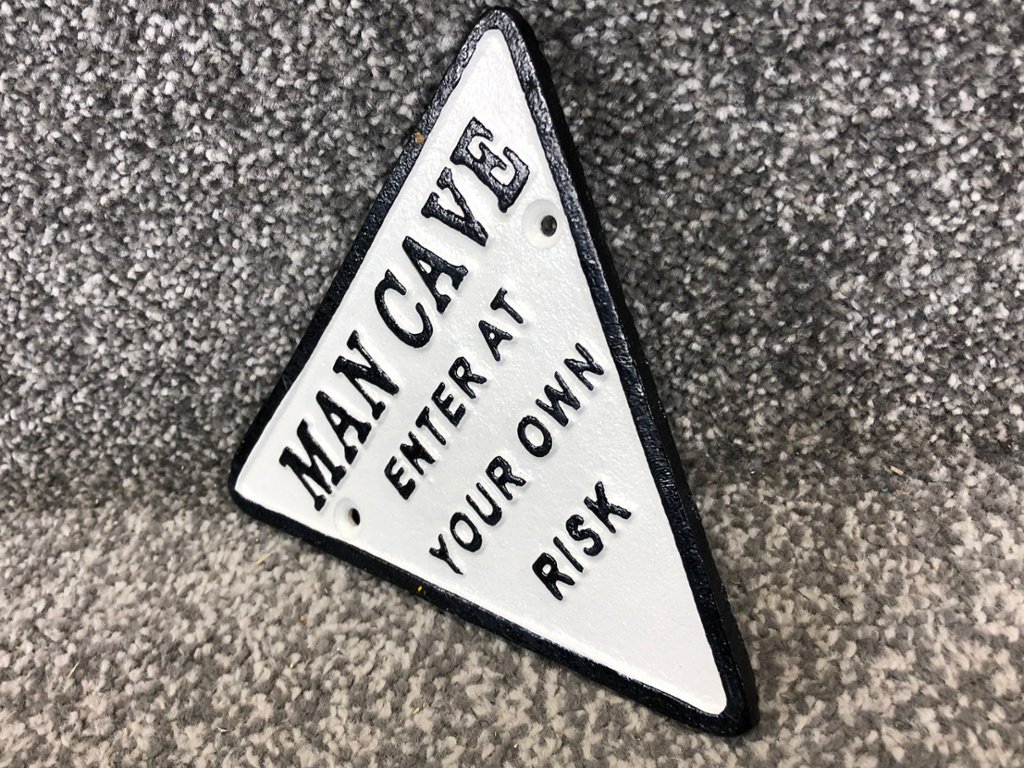 MAN CAVE
ENTER AT
YOUR OWN
RISK